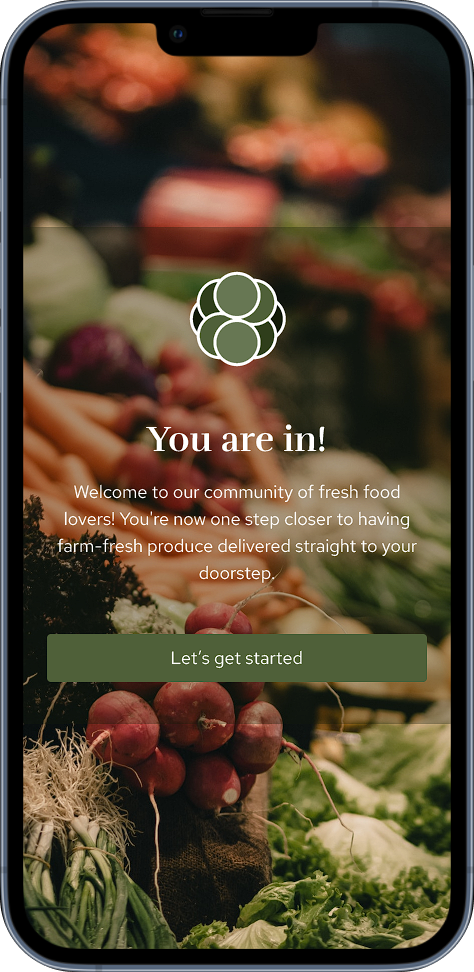 You are in!
Welcome to our community of fresh food
lovers! You're now one step closer to having
farm-fresh produce delivered straight to your
doorstep.
Let's get started